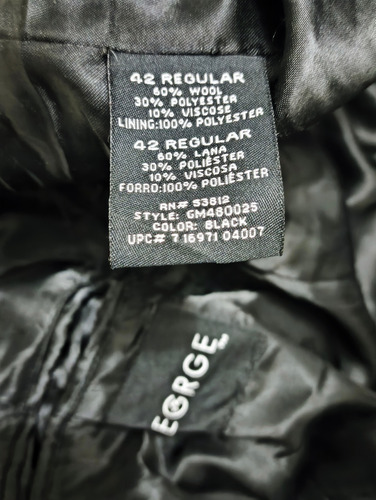 42 REGULAR
60% WOOL
30% POLYESTER
10% VISCOSE
LINING:100% POLYESTER
42 REGULAR
60% LANA
30% POLIÉSTER
10% VISCOSA
FORRO:100% POLIÉSTER
RN# 53812
STYLE: GM480025
COLOR: BLACK
UPC# 7 16971 04007
EGRGE